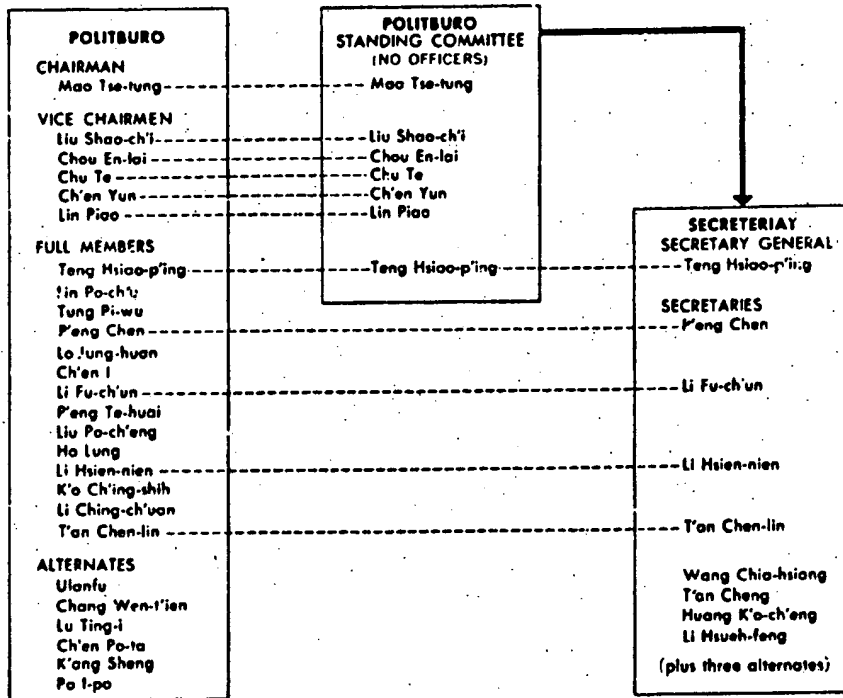 POLITBURO
CHAIRMAN
Mao Tse-tung
VICE CHAIRMEN
Liu Shao-ch'i
Chou En-lai
Chu Te
Ch'en Yun
Lin Piao
FULL MEMBERS
Teng Hsiao-p'ing
Lin Po-ch'u
Tung Pi-wu
P'eng Chen
Lo Jung-huan
Ch'en I
Li Fu-ch'un
P'eng Te-huai
Liu Po-ch'eng
Ho Lung
Li Hsien-nien
K'o Ch'ing-shih
Li Ching-ch'uan
T'an Chen-lin
ALTERNATES
Ulanfu
Chang Wen-t'ien
Lu Ting-i
Ch'en Po-ta
K'ang Sheng
Po I-po
POLITBURO
STANDING COMMITTEE
(NO OFFICERS)
Mao Tse-tung
Liu Shao-ch'i
Chou En-lai
Chu Te
Ch'en Yun
Lin Piao
Teng Hsiao-p'ing
SECRETERIAY
SECRETARY GENERAL
Teng Hsiao-p'ing
SECRETARIES
P'eng Chen
Li Fu-ch'un
Li Hsien-nien
T'an Chen-lin
Wang Chia-hsiang
T'an Cheng
Huang K'o-ch'eng
Li Hsueh-feng
(plus three alternates)